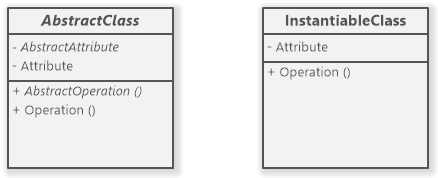 AbstractClass
- AbstractAttribute
- Attribute
+ AbstractOperation ()
+ Operation ()
InstantiableClass
- Attribute
+ Operation ()